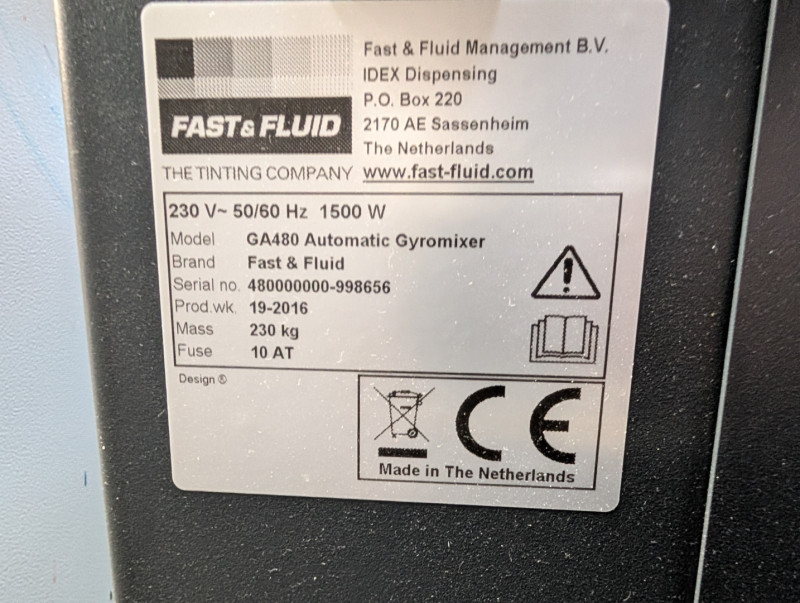 Fast & Fluid Management B.V.
IDEX Dispensing
P.O. Box 220
2170 AE Sassenheim
The Netherlands
www.fast-fluid.com
FAST & FLUID
THE TINTING COMPANY
230 V~ 50/60 Hz 1500 W
Model GA480 Automatic Gyromixer
Brand Fast & Fluid
Serial no. 480000000-998656
Prod.wk. 19-2016
Mass 230 kg
Fuse 10 AT
Design ®
CE
Made in The Netherlands